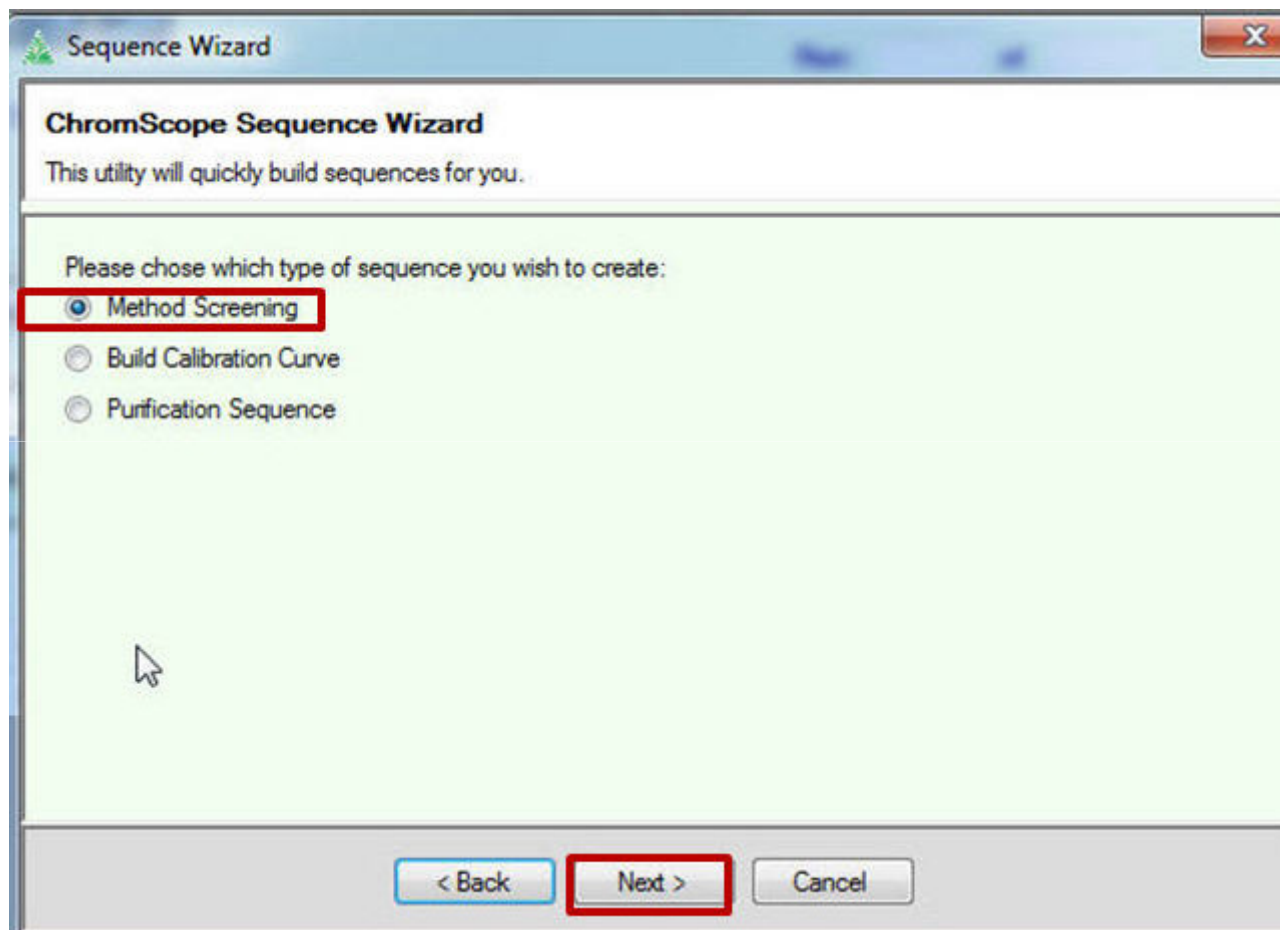 Sequence Wizard
ChromScope Sequence Wizard
This utility will quickly build sequences for you.
Please chose which type of sequence you wish to create:
Method Screening
Build Calibration Curve
Purification Sequence
< Back Next > Cancel